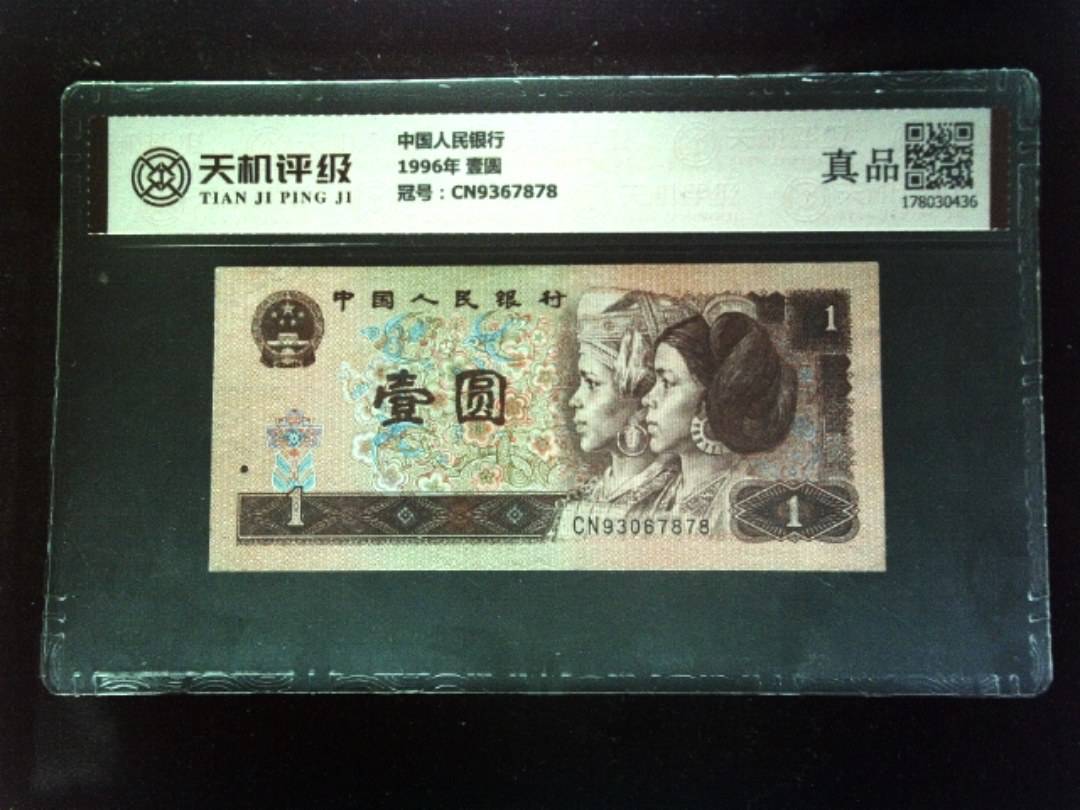 天机评级
TIAN JI PING JI
中国人民银行
1996年 壹圆
冠号：CN9367878
真品
178030436
中国人民银行
1
壹圆
1
CN93067878
1